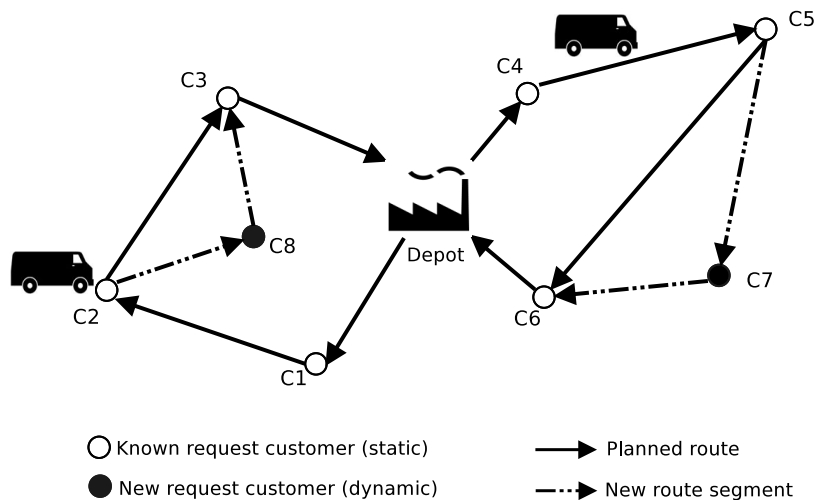 C5
C4
C3
C8
Depot
C7
C2
C6
C1
Known request customer (static)
Planned route
New request customer (dynamic)
New route segment